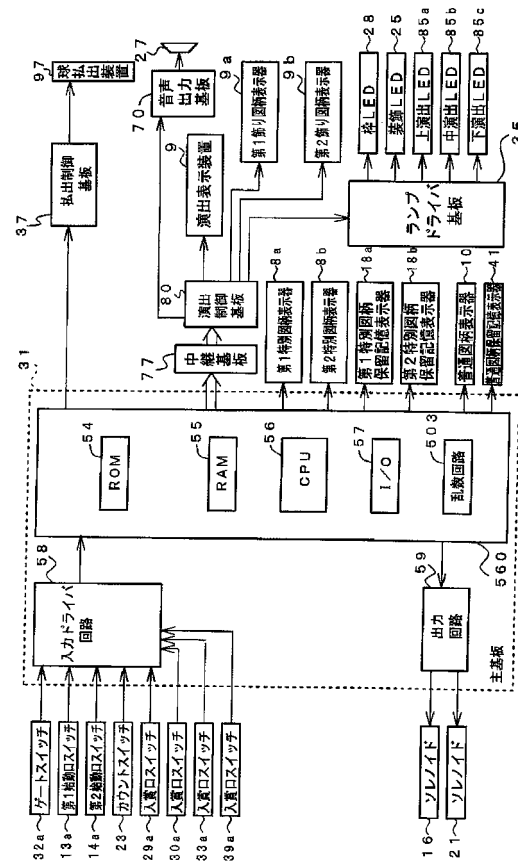 32a
ゲートスイッチ
13a
第1始動口スイッチ
14a
第2始動口スイッチ
23
カウントスイッチ
29a
入賞口スイッチ
30a
入賞口スイッチ
33a
入賞口スイッチ
39a
入賞口スイッチ
16
ソレノイド
21
ソレノイド
58
入力ドライバ
回路
59
出力
回路
主基板
31
54
ROM
55
RAM
56
CPU
57
I/O
503
乱数回路
560
37
払出制御
基板
97
球払出装置
77
中継基板
80
演出
制御基板
70
音声
出力基板
27
9
演出表示装置
9a
第1飾り図柄表示器
9b
第2飾り図柄表示器
8a
第1特別図柄表示器
8b
第2特別図柄表示器
18a
第1特別図柄
保留記憶表示器
18b
第2特別図柄
保留記憶表示器
10
普通図柄表示器
41
普通図柄保留記憶表示器
35
ランプ
ドライバ
基板
28
枠LED
25
装飾LED
85a
上演出LED
85b
中演出LED
85c
下演出LED